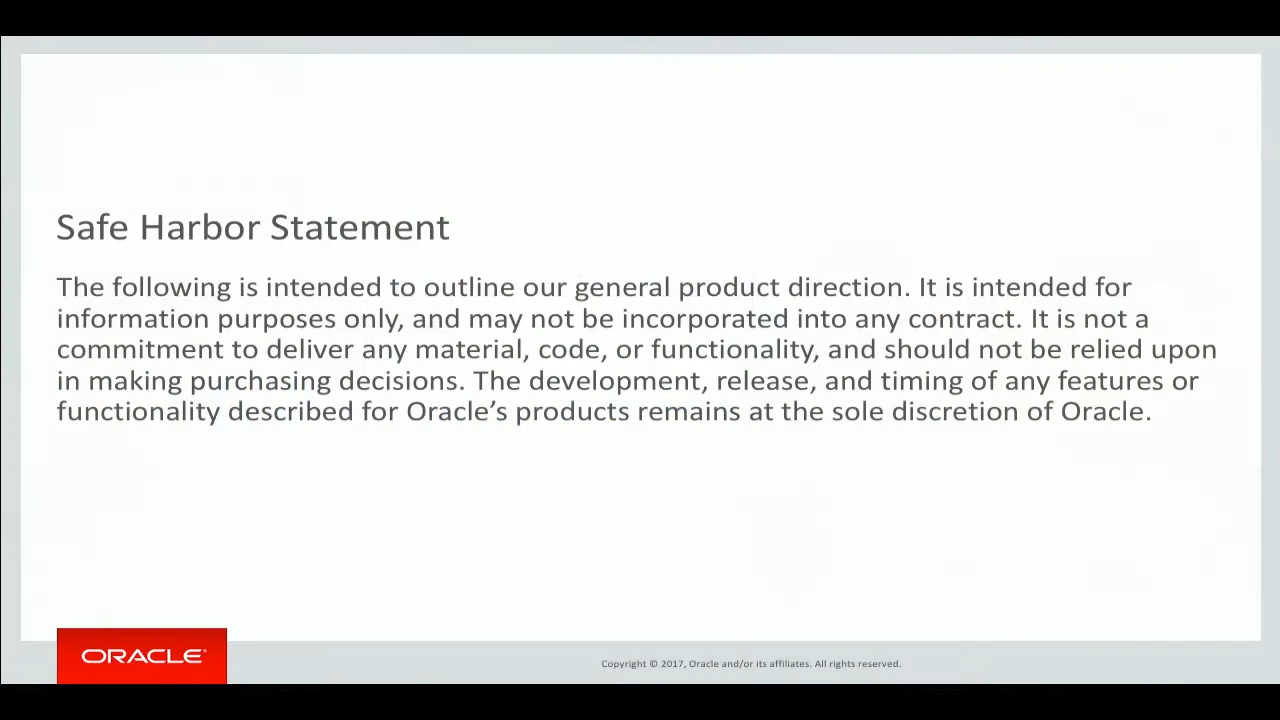 Safe Harbor Statement
The following is intended to outline our general product direction. It is intended for
information purposes only, and may not be incorporated into any contract. It is not a
commitment to deliver any material, code, or functionality, and should not be relied upon
in making purchasing decisions. The development, release, and timing of any features or
functionality described for Oracle’s products remains at the sole discretion of Oracle.
ORACLE®
Copyright © 2017, Oracle and/or its affiliates. All rights reserved.